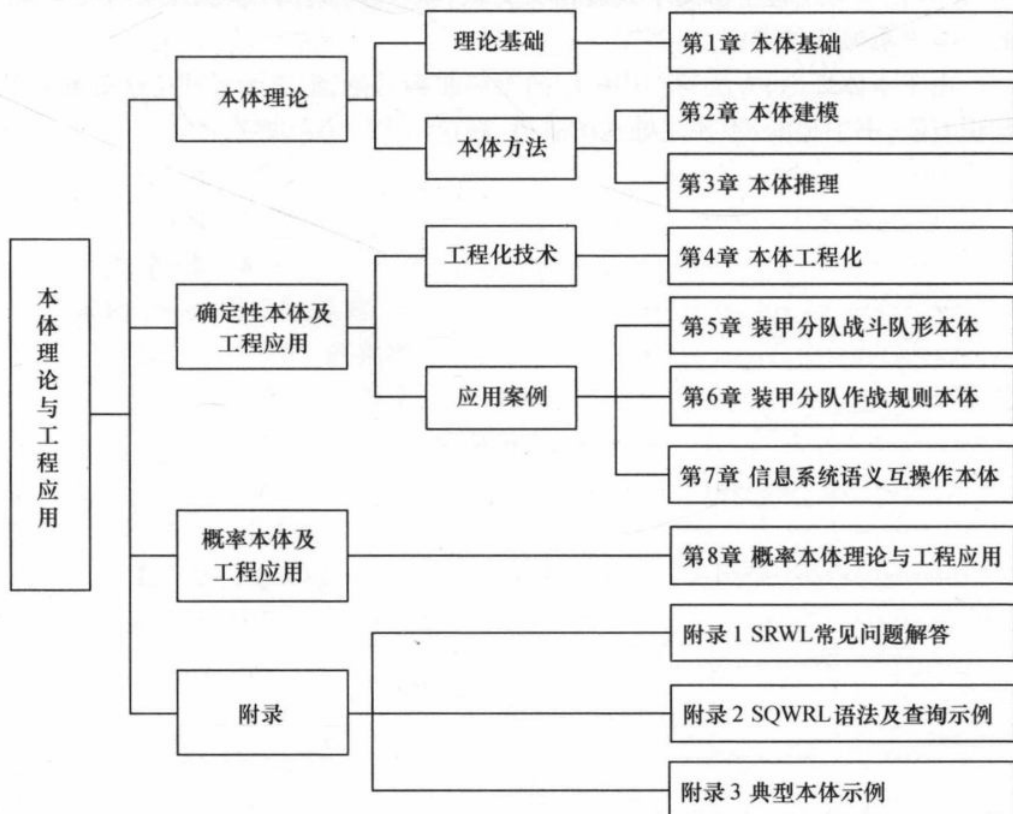 本体理论与工程应用
本体理论
理论基础
第1章 本体基础
本体方法
第2章 本体建模
第3章 本体推理
确定性本体及
工程应用
工程化技术
第4章 本体工程化
应用案例
第5章 装甲分队战斗队形本体
第6章 装甲分队作战规则本体
第7章 信息系统语义互操作本体
概率本体及
工程应用
第8章 概率本体理论与工程应用
附录
附录 1 SRWL常见问题解答
附录 2 SQWRL语法及查询示例
附录 3 典型本体示例